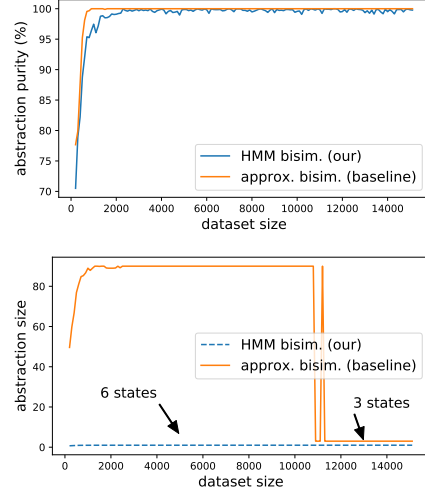 100
95
90
85
80
75
70
abstraction purity (%)
HMM bisim. (our)
approx. bisim. (baseline)
0 2000 4000 6000 8000 10000 12000 14000
dataset size
80
60
40
20
0
abstraction size
HMM bisim. (our)
approx. bisim. (baseline)
6 states
3 states
0 2000 4000 6000 8000 10000 12000 14000
dataset size